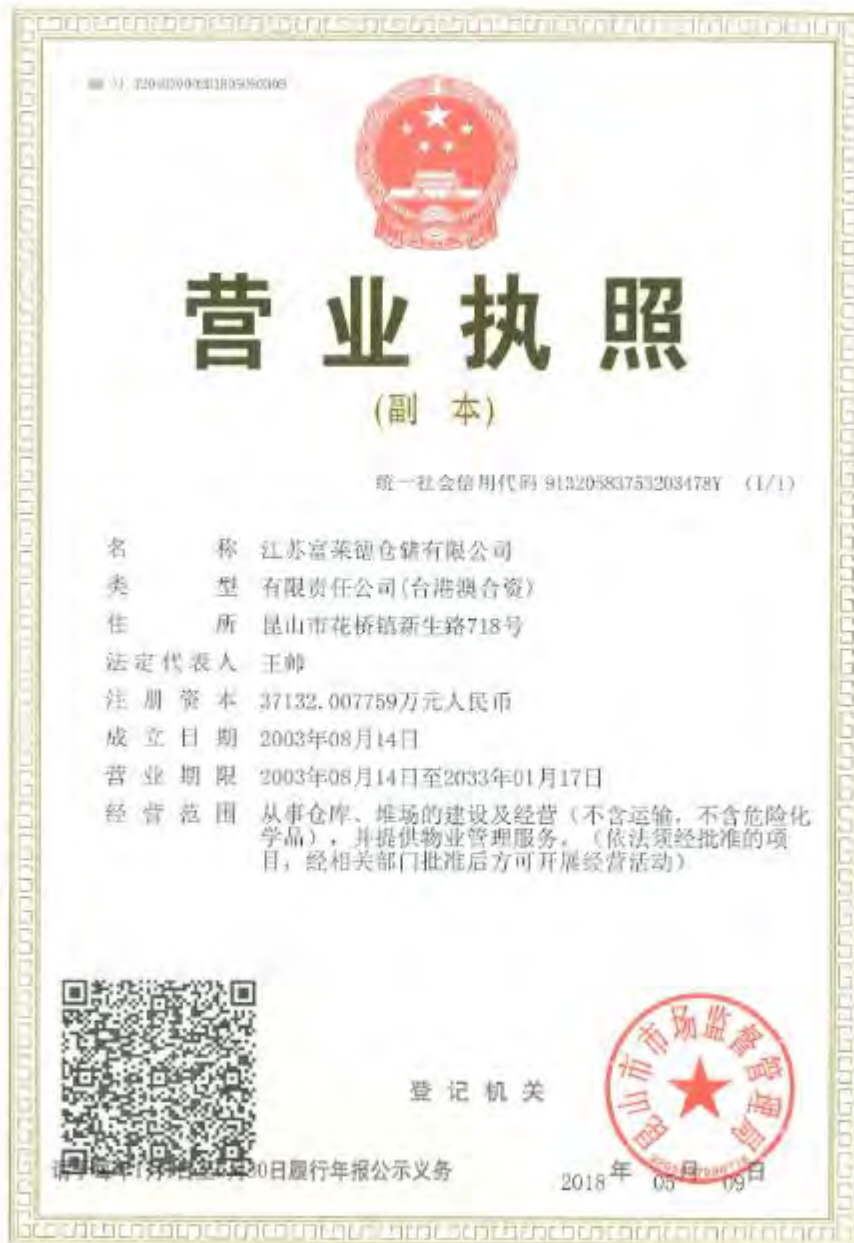 营业执照
(副 本)
统一社会信用代码 91320583753203478Y (1/1)
名 称 江苏富莱德仓储有限公司
类 型 有限责任公司(台港澳合资)
住 所 昆山市花桥镇新生路718号
法定代表人 王帅
注册资本 37132.007759万元人民币
成立日期 2003年08月14日
营业期限 2003年08月14日至2033年01月17日
经营范围 从事仓库、堆场的建设及经营(不含运输,不含危险化
学品),并提供物业管理服务。(依法须经批准的项
目,经相关部门批准后方可开展经营活动)
昆山市市场监督管理局
登记机关
30日履行年报公示义务
2018年 05月 09日